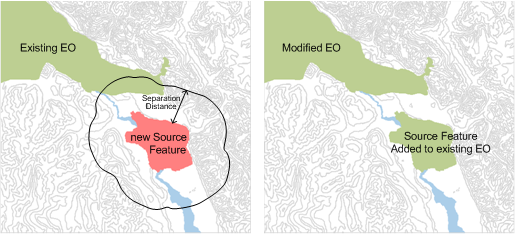 Existing EO
Separation
Distance
new Source
Feature
Modified EO
Source Feature
Added to existing EO